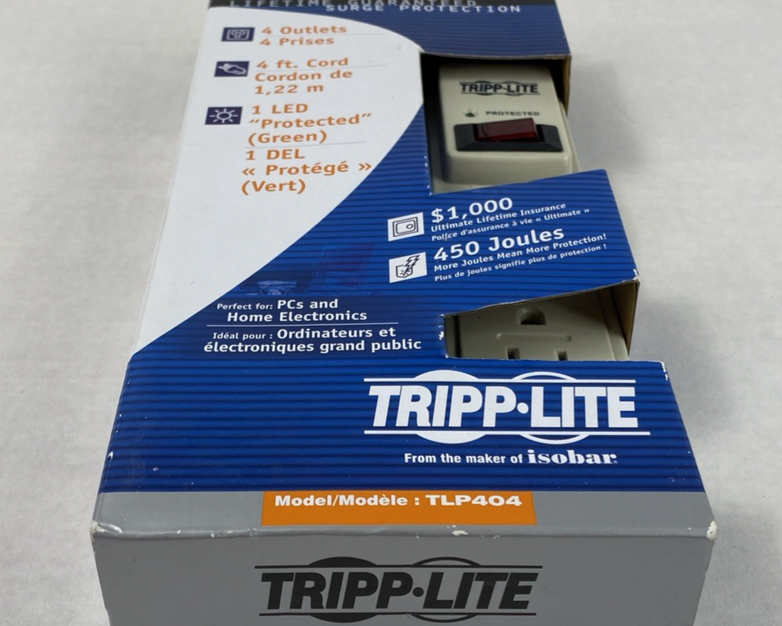 LIFETIME GUARANTEED
SURGE PROTECTION
4 Outlets
4 Prises
4 ft. Cord
Cordon de
1,22 m
1 LED
"Protected"
(Green)
1 DEL
« Protégé »
(Vert)
TRIPP·LITE
PROTECTED
$1,000
Ultimate Lifetime Insurance
Police d'assurance à vie « Ultimate »
450 Joules
More Joules Mean More Protection!
Plus de joules signifie plus de protection !
Perfect for: PCs and
Home Electronics
Idéal pour : Ordinateurs et
électroniques grand public
TRIPP·LITE
From the maker of isobar®
Model/Modèle : TLP404
TRIPP·LITE